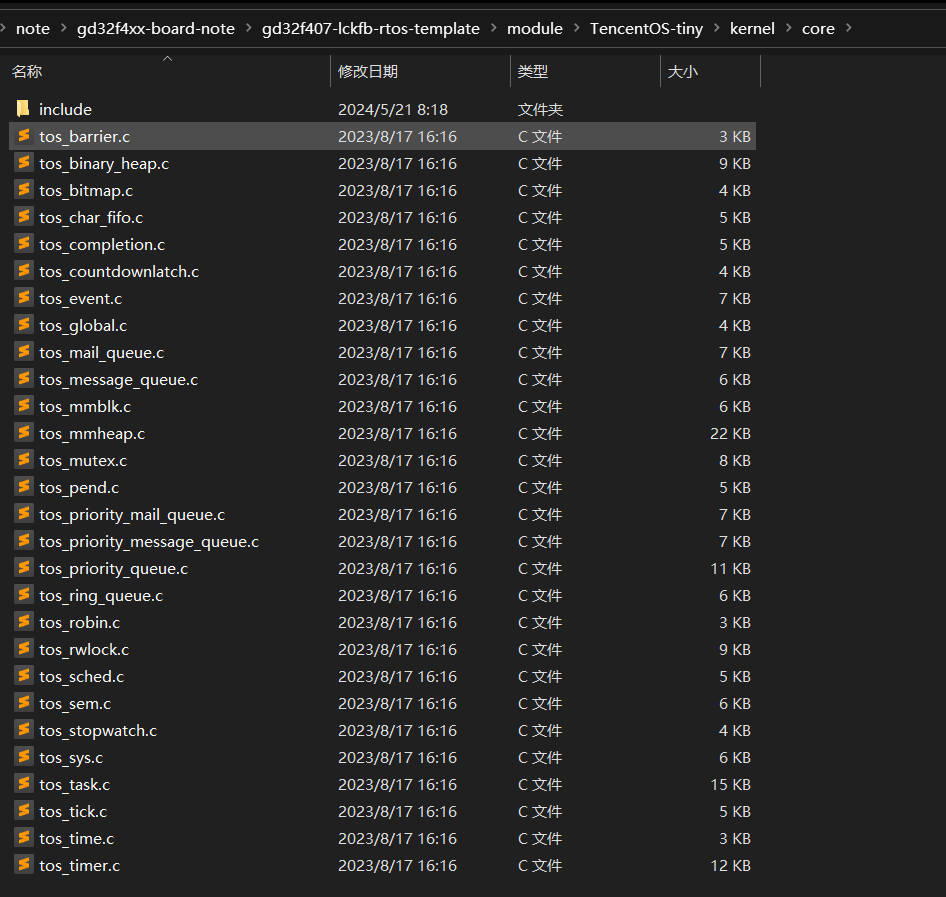 note > gd32f4xx-board-note > gd32f407-lckfb-rtos-template > module > TencentOS-tiny > kernel > core >
名称 修改日期 类型 大小
include 2024/5/21 8:18 文件夹
tos_barrier.c 2023/8/17 16:16 C 文件 3 KB
tos_binary_heap.c 2023/8/17 16:16 C 文件 9 KB
tos_bitmap.c 2023/8/17 16:16 C 文件 4 KB
tos_char_fifo.c 2023/8/17 16:16 C 文件 5 KB
tos_completion.c 2023/8/17 16:16 C 文件 5 KB
tos_countdownlatch.c 2023/8/17 16:16 C 文件 4 KB
tos_event.c 2023/8/17 16:16 C 文件 7 KB
tos_global.c 2023/8/17 16:16 C 文件 4 KB
tos_mail_queue.c 2023/8/17 16:16 C 文件 7 KB
tos_message_queue.c 2023/8/17 16:16 C 文件 6 KB
tos_mmblk.c 2023/8/17 16:16 C 文件 6 KB
tos_mmheap.c 2023/8/17 16:16 C 文件 22 KB
tos_mutex.c 2023/8/17 16:16 C 文件 8 KB
tos_pend.c 2023/8/17 16:16 C 文件 5 KB
tos_priority_mail_queue.c 2023/8/17 16:16 C 文件 7 KB
tos_priority_message_queue.c 2023/8/17 16:16 C 文件 7 KB
tos_priority_queue.c 2023/8/17 16:16 C 文件 11 KB
tos_ring_queue.c 2023/8/17 16:16 C 文件 6 KB
tos_robin.c 2023/8/17 16:16 C 文件 3 KB
tos_rwlock.c 2023/8/17 16:16 C 文件 9 KB
tos_sched.c 2023/8/17 16:16 C 文件 5 KB
tos_sem.c 2023/8/17 16:16 C 文件 6 KB
tos_stopwatch.c 2023/8/17 16:16 C 文件 4 KB
tos_sys.c 2023/8/17 16:16 C 文件 6 KB
tos_task.c 2023/8/17 16:16 C 文件 15 KB
tos_tick.c 2023/8/17 16:16 C 文件 5 KB
tos_time.c 2023/8/17 16:16 C 文件 3 KB
tos_timer.c 2023/8/17 16:16 C 文件 12 KB